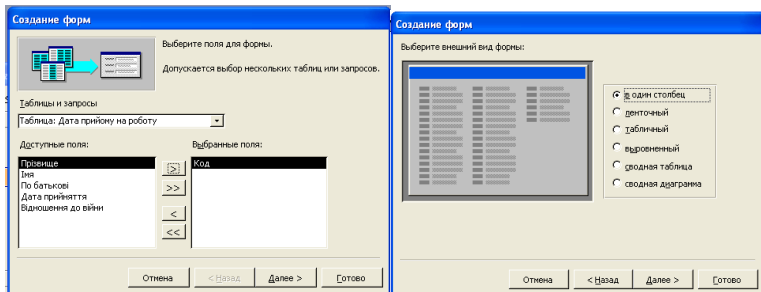 Создание форм
Выберите поля для формы.
Допускается выбор нескольких таблиц или запросов.
Таблицы и запросы
Таблица: Дата прийому на роботу
Доступные поля:
Выбранные поля:
Прізвище
Імя
По батькові
Дата прийняття
Відношення до війни
>
>>
<
<<
Код
Отмена
< Назад
Далее >
Готово
Создание форм
Выберите внешний вид формы:
в один столбец
ленточный
табличный
выровненный
сводная таблица
сводная диаграмма
Отмена
< Назад
Далее >
Готово